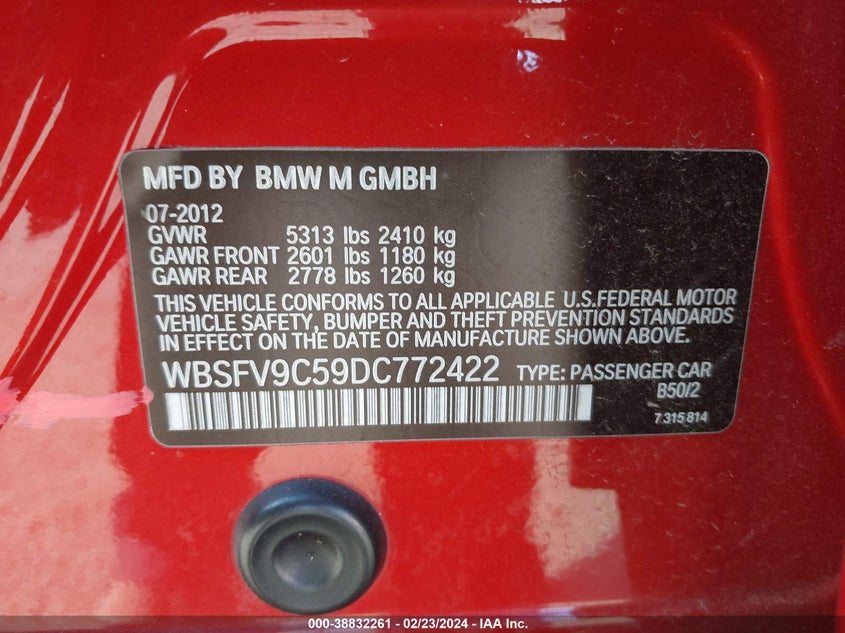 MFD BY BMW M GMBH
07-2012
GVWR 5313 lbs 2410 kg
GAWR FRONT 2601 lbs 1180 kg
GAWR REAR 2778 lbs 1260 kg
THIS VEHICLE CONFORMS TO ALL APPLICABLE U.S.FEDERAL MOTOR
VEHICLE SAFETY, BUMPER AND THEFT PREVENTION STANDARDS
IN EFFECT ON THE DATE OF MANUFACTURE SHOWN ABOVE.
WBSFV9C59DC772422 TYPE: PASSENGER CAR
B50/2
7 315 814
000-38832261 - 02/23/2024 - IAA Inc.